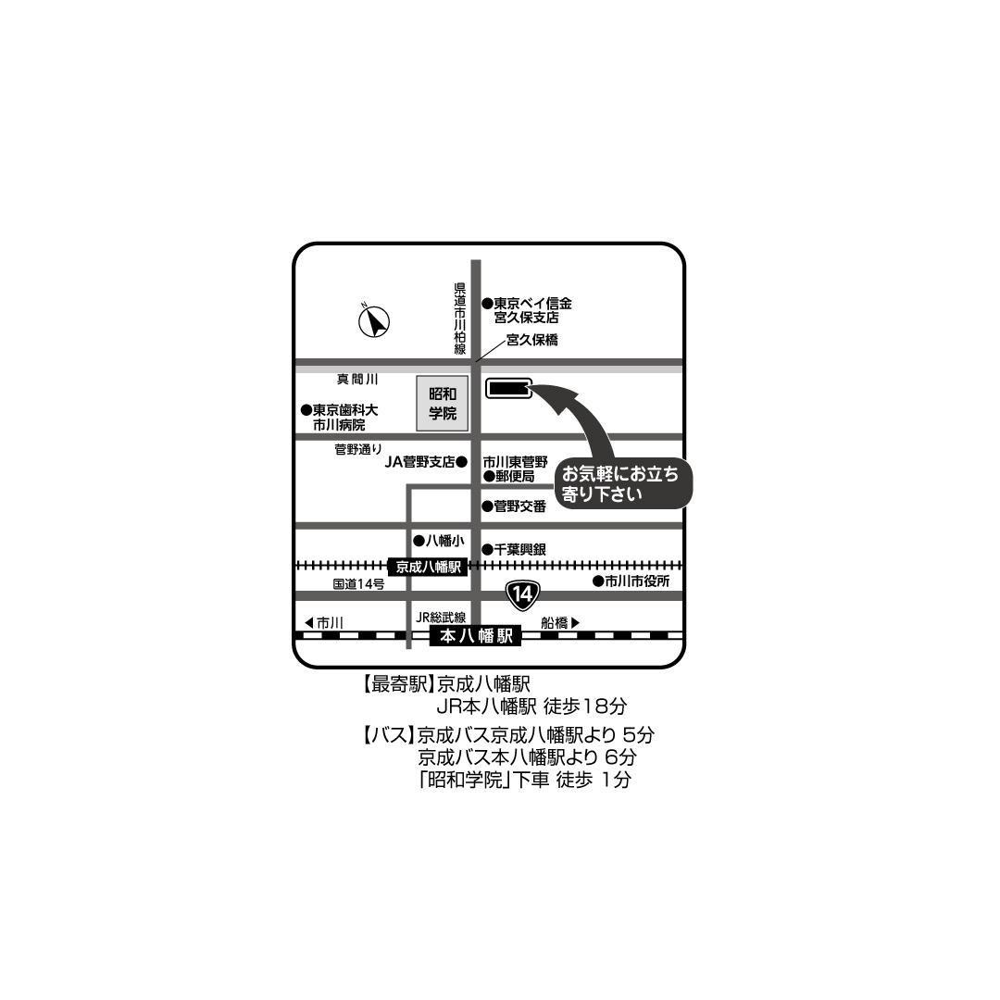 県道市川柏線
●東京ベイ信金
宮久保支店
N
宮久保橋
真間川
昭和
学院
●東京歯科大
市川病院
菅野通り
JA菅野支店●
市川東菅野
●郵便局
お気軽にお立ち
寄り下さい
●菅野交番
●八幡小
●千葉興銀
京成八幡駅
国道14号
14
●市川市役所
◀市川
JR総武線
船橋▶
本八幡駅
【最寄駅】京成八幡駅
JR本八幡駅 徒歩18分
【バス】京成バス京成八幡駅より 5分
京成バス本八幡駅より 6分
「昭和学院」下車 徒歩 1分